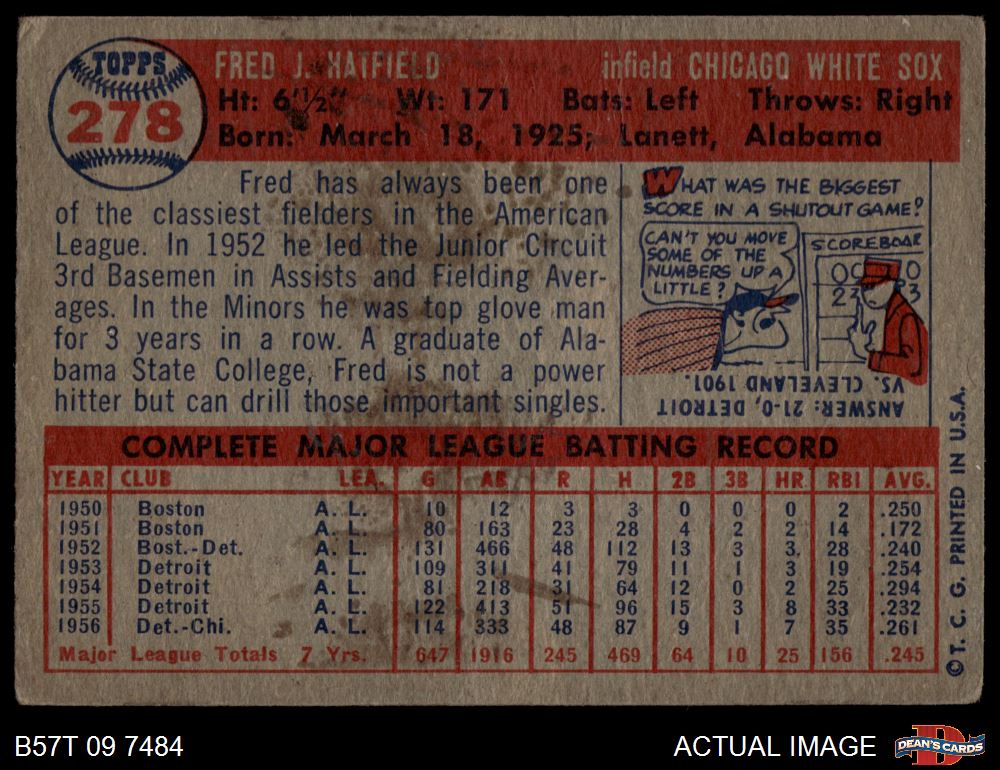 TOPPS
278
FRED J. HATFIELD infield CHICAGO WHITE SOX
Ht: 6'½" Wt: 171 Bats: Left Throws: Right
Born: March 18, 1925; Lanett, Alabama
Fred has always been one
of the classiest fielders in the American
League. In 1952 he led the Junior Circuit
3rd Basemen in Assists and Fielding Aver-
ages. In the Minors he was top glove man
for 3 years in a row. A graduate of Ala-
bama State College, Fred is not a power
hitter but can drill those important singles.
WHAT WAS THE BIGGEST
SCORE IN A SHUTOUT GAME?
CAN'T YOU MOVE
SOME OF THE
NUMBERS UP A
LITTLE?
SCOREBOAR
00 0
23 3
ANSWER: 21-0, DETROIT
VS. CLEVELAND 1901.
COMPLETE MAJOR LEAGUE BATTING RECORD
YEAR CLUB LEA. G AB R H 2B 3B HR RBI AVG.
1950 Boston A. L. 10 12 3 3 0 0 0 2 .250
1951 Boston A. L. 80 163 23 28 4 2 2 14 .172
1952 Bost.-Det. A. L. 131 466 48 112 13 3 3 28 .240
1953 Detroit A. L. 109 311 41 79 11 1 3 19 .254
1954 Detroit A. L. 81 218 31 64 12 0 2 25 .294
1955 Detroit A. L. 122 413 51 96 15 3 8 33 .232
1956 Det.-Chi. A. L. 114 333 48 87 9 1 7 35 .261
Major League Totals 7 Yrs. 647 1916 245 469 64 10 25 156 .245
© T. C. G. PRINTED IN U.S.A.
B57T 09 7484
ACTUAL IMAGE
D
DEAN'S CARDS